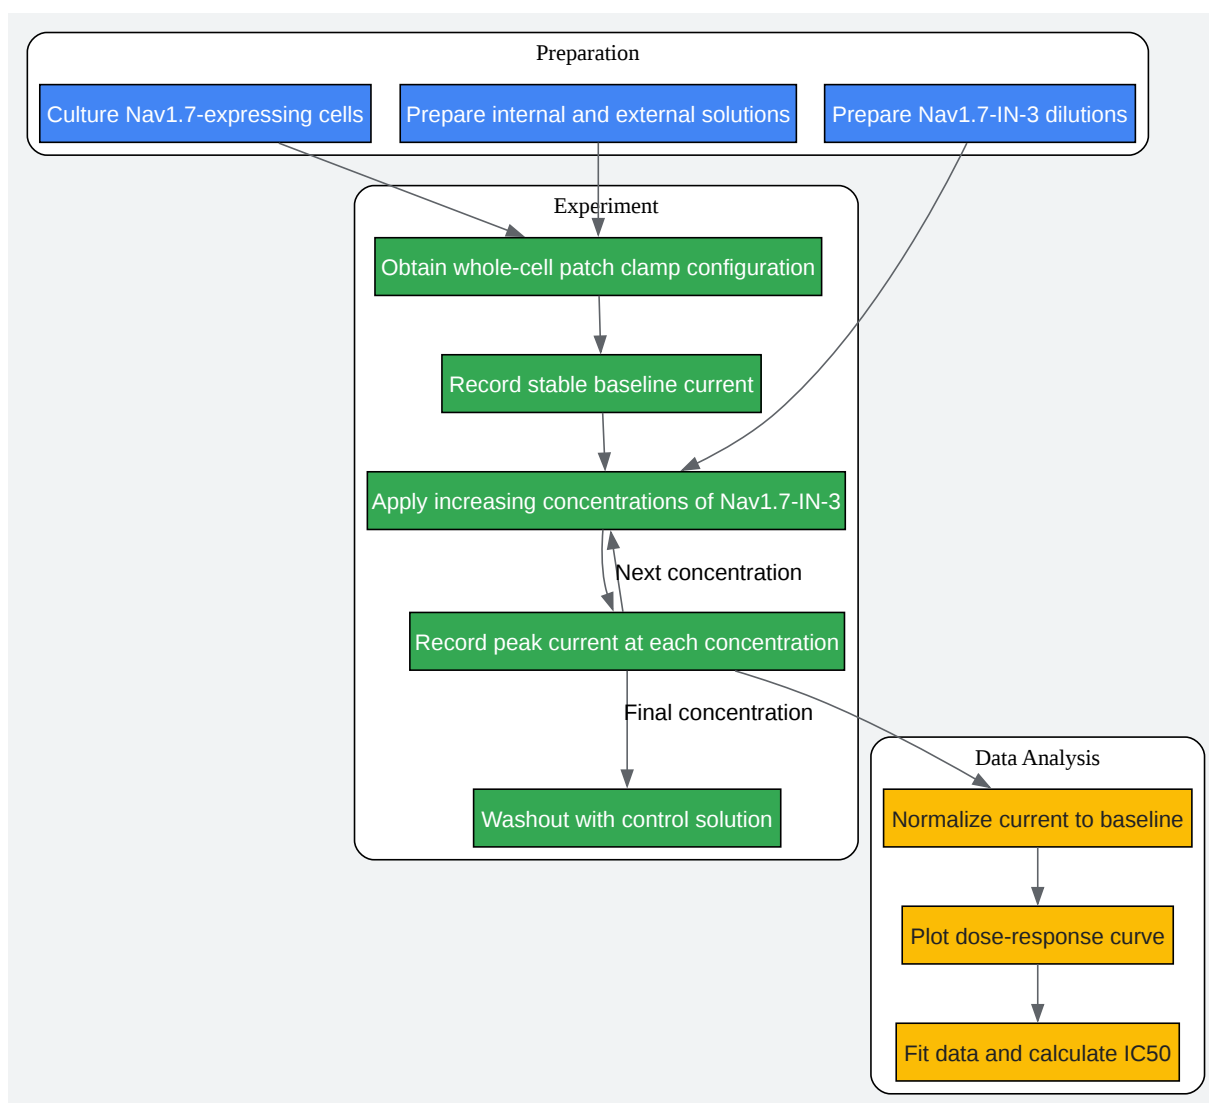 Preparation
Culture Nav1.7-expressing cells
Prepare internal and external solutions
Prepare Nav1.7-IN-3 dilutions
Experiment
Obtain whole-cell patch clamp configuration
Record stable baseline current
Apply increasing concentrations of Nav1.7-IN-3
Next concentration
Record peak current at each concentration
Final concentration
Washout with control solution
Data Analysis
Normalize current to baseline
Plot dose-response curve
Fit data and calculate IC50